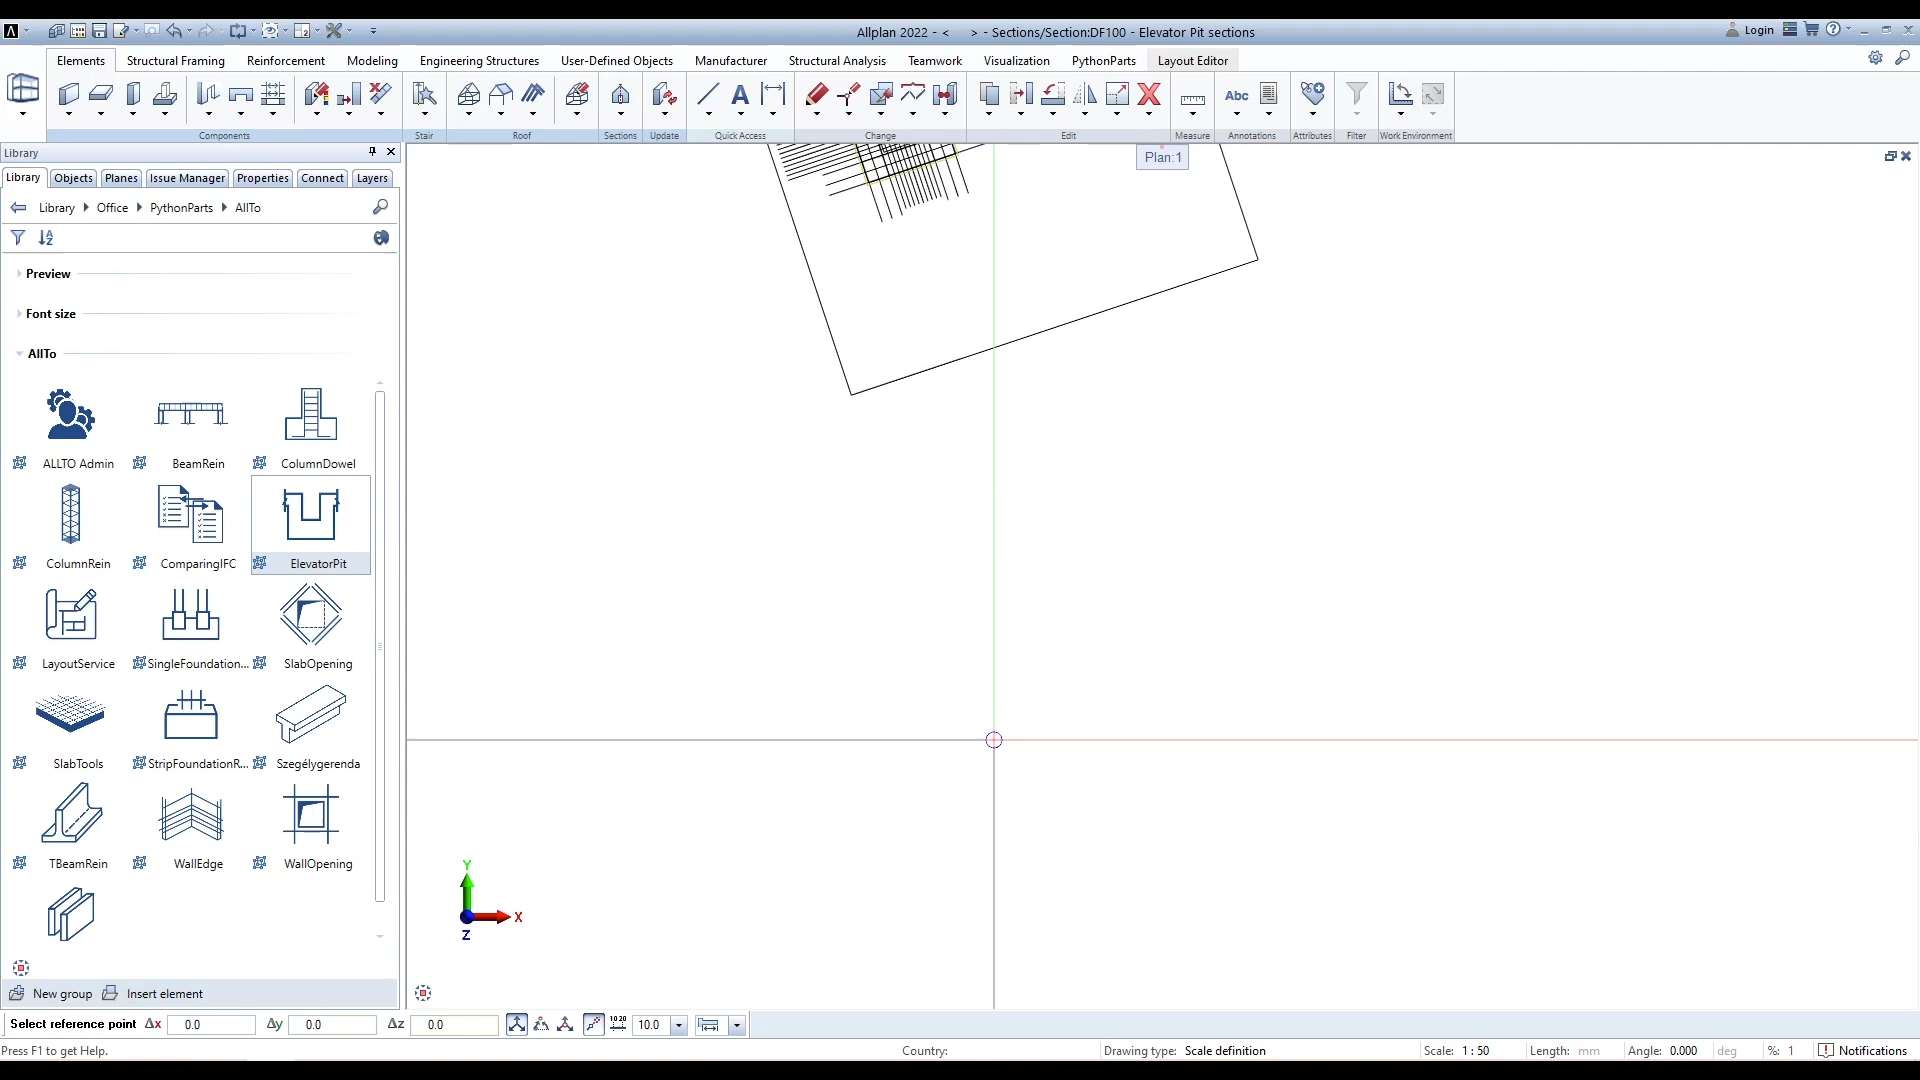 Allplan 2022 - < > - Sections/Section:DF100 - Elevator Pit sections
Login
Elements Structural Framing Reinforcement Modeling Engineering Structures User-Defined Objects Manufacturer Structural Analysis Teamwork Visualization PythonParts Layout Editor
Abc
Components Stair Roof Sections Update Quick Access Change Edit Measure Annotations Attributes Filter Work Environment
Library
Library Objects Planes Issue Manager Properties Connect Layers
Library Office PythonParts AllTo
Preview
Font size
AllTo
ALLTO Admin BeamRein ColumnDowel
ColumnRein ComparingIFC ElevatorPit
LayoutService SingleFoundation... SlabOpening
SlabTools StripFoundationR... Szegélygerenda
TBeamRein WallEdge WallOpening
New group Insert element
Plan:1
Y
X
Z
Select reference point Δx 0.0 Δy 0.0 Δz 0.0 10.0
Press F1 to get Help. Country: Drawing type: Scale definition Scale: 1 : 50 Length: mm Angle: 0.000 deg %: 1 Notifications